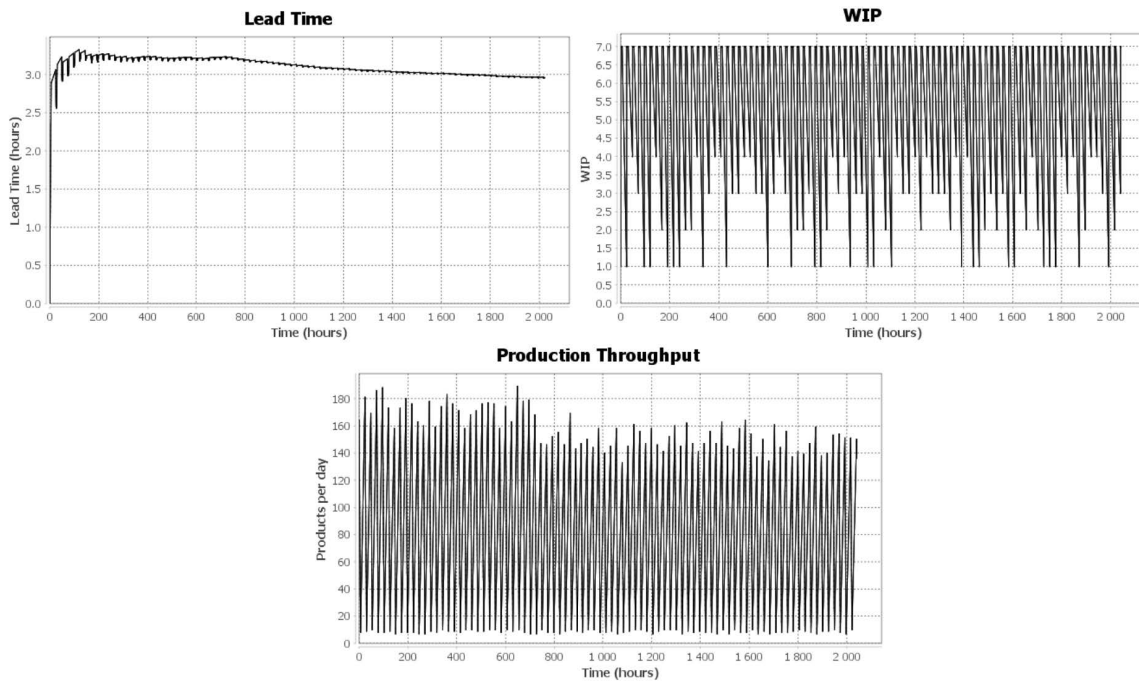 Lead Time
Lead Time (hours)
3.0
2.5
2.0
1.5
1.0
0.5
0.0
0 200 400 600 800 1 000 1 200 1 400 1 600 1 800 2 000
Time (hours)
WIP
WIP
7.0
6.5
6.0
5.5
5.0
4.5
4.0
3.5
3.0
2.5
2.0
1.5
1.0
0.5
0.0
0 200 400 600 800 1 000 1 200 1 400 1 600 1 800 2 000
Time (hours)
Production Throughput
Products per day
180
160
140
120
100
80
60
40
20
0
0 200 400 600 800 1 000 1 200 1 400 1 600 1 800 2 000
Time (hours)